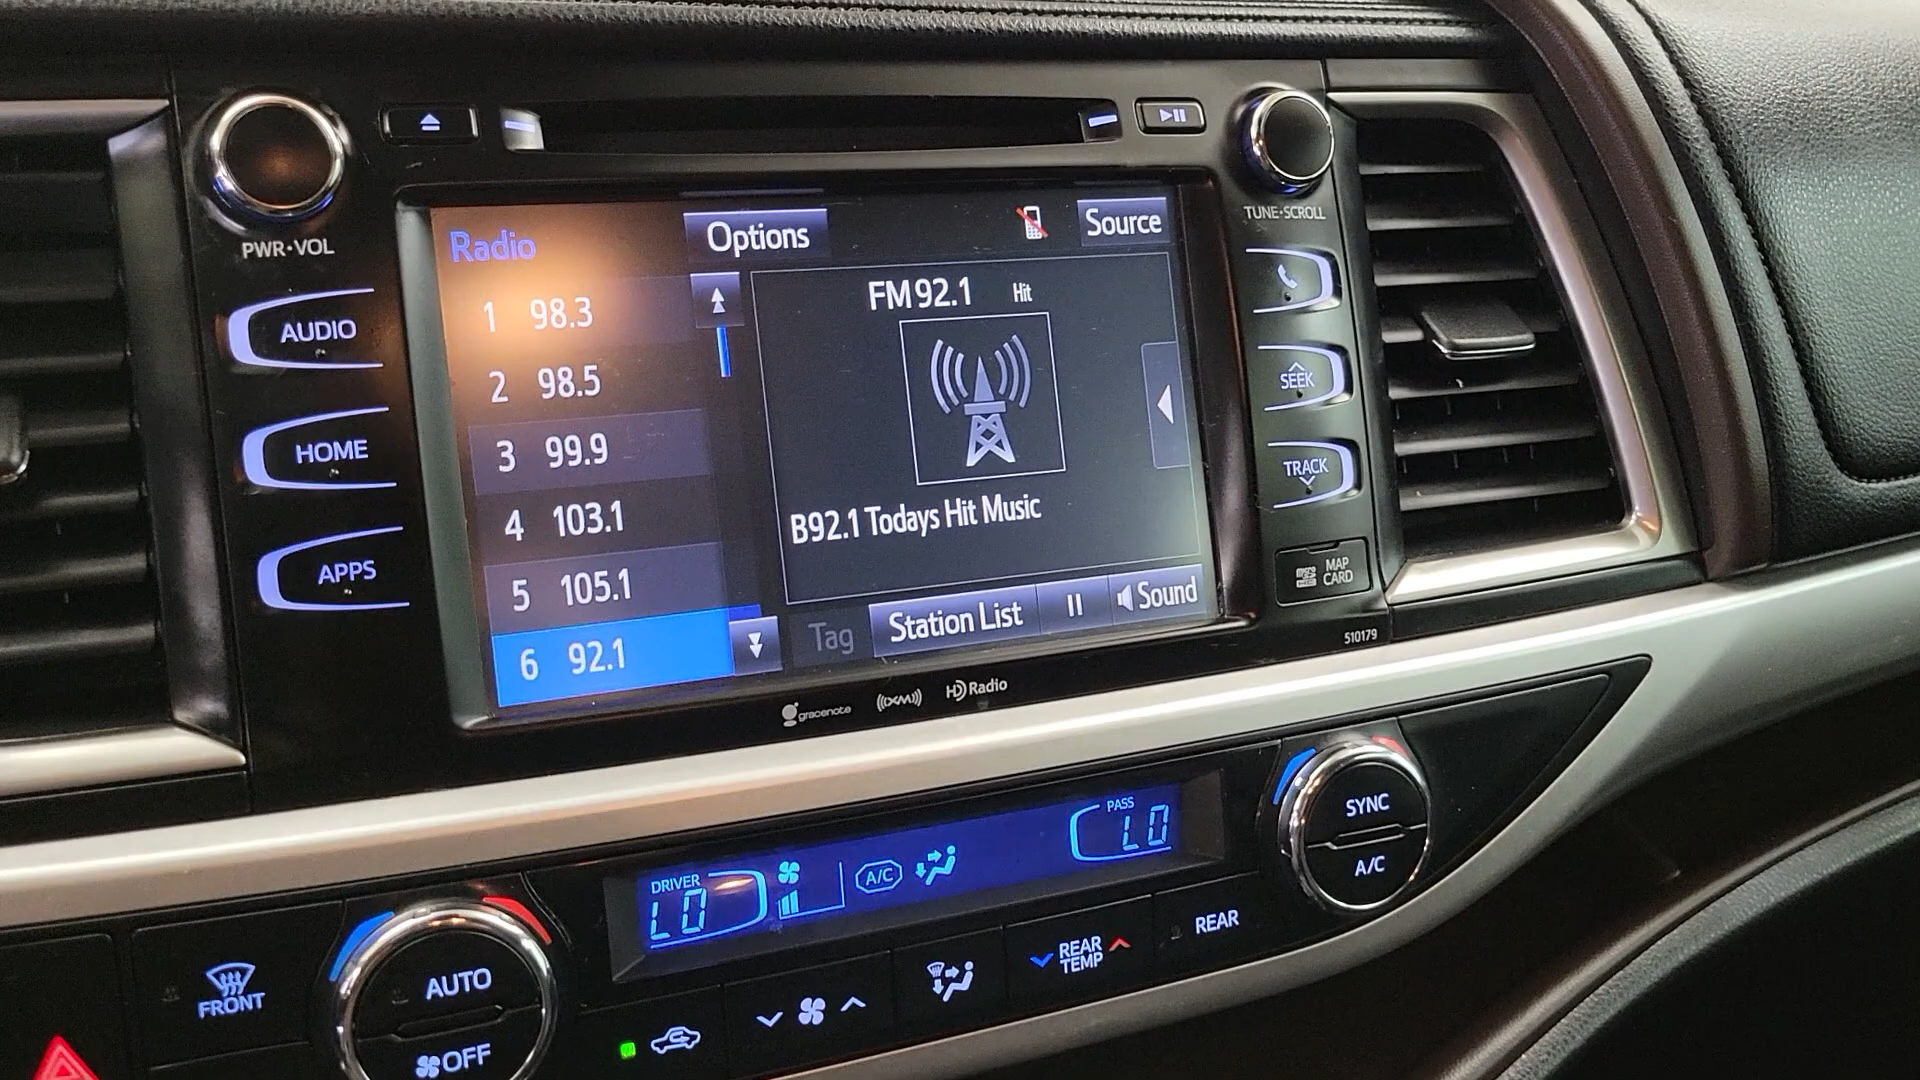 PWR•VOL
AUDIO
HOME
APPS
Radio
Options
Source
1 98.3
2 98.5
3 99.9
4 103.1
5 105.1
6 92.1
FM 92.1 Hit
B92.1 Todays Hit Music
Tag
Station List
Sound
TUNE•SCROLL
SEEK
TRACK
micro SD
MAP CARD
510179
gracenote
((XM))
HD Radio
DRIVER
LO
A/C
PASS
LO
SYNC
A/C
FRONT
AUTO
OFF
REAR
TEMP
REAR